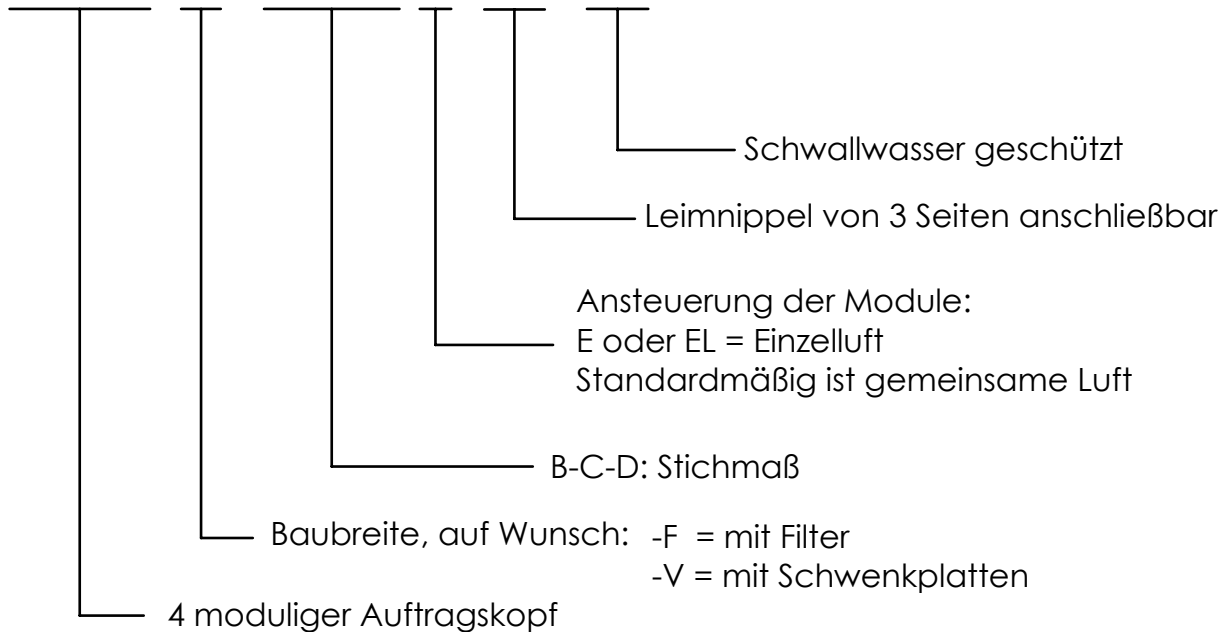 Schwallwasser geschützt
Leimnippel von 3 Seiten anschließbar
Ansteuerung der Module:
E oder EL = Einzelluft
Standardmäßig ist gemeinsame Luft
B-C-D: Stichmaß
Baubreite, auf Wunsch: -F = mit Filter
-V = mit Schwenkplatten
4 moduliger Auftragskopf